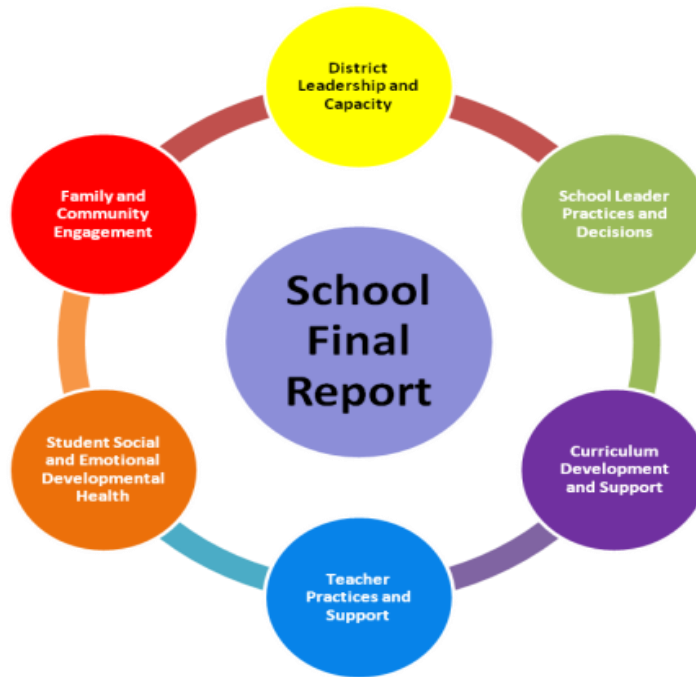 District
Leadership and
Capacity
School Leader
Practices and
Decisions
Curriculum
Development
and Support
Teacher
Practices and
Support
Student Social
and Emotional
Developmental
Health
Family and
Community
Engagement
School
Final
Report